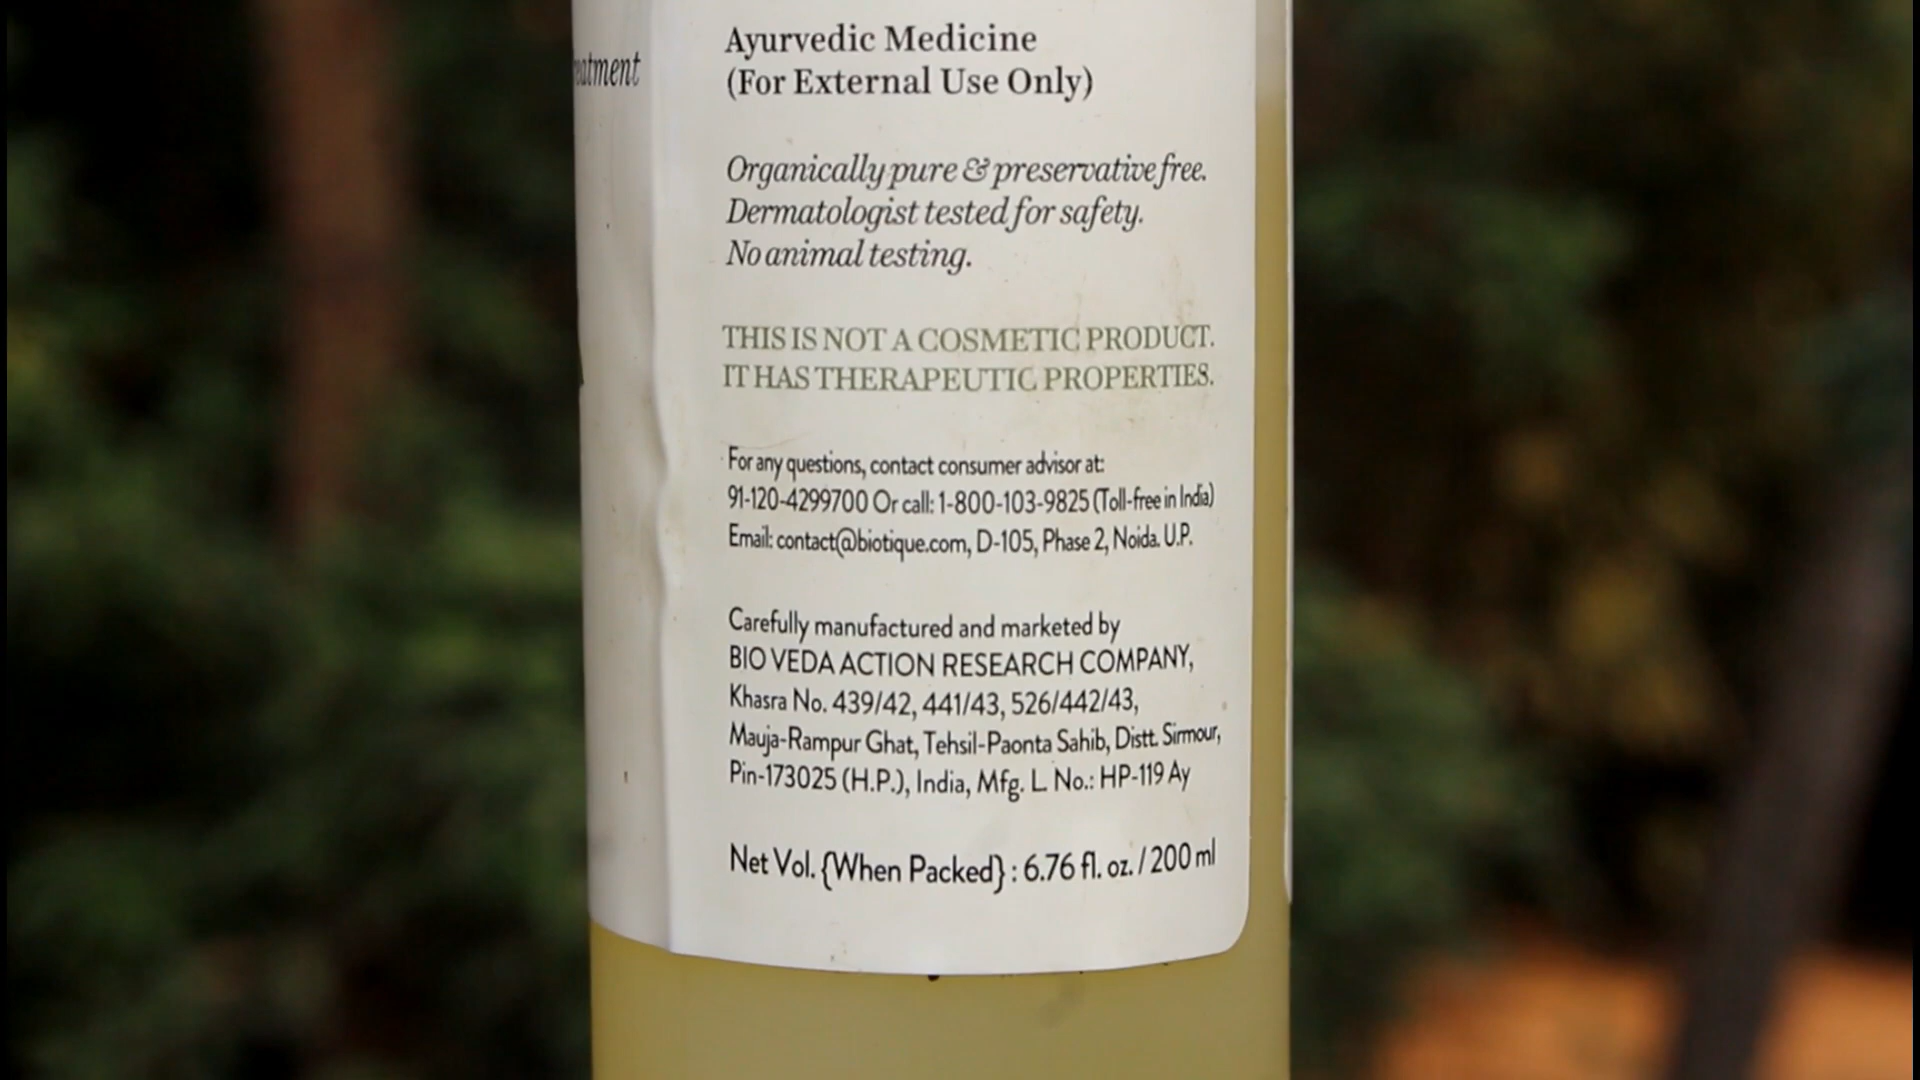 Ayurvedic Medicine
(For External Use Only)
Organically pure & preservative free.
Dermatologist tested for safety.
No animal testing.
THIS IS NOT A COSMETIC PRODUCT.
IT HAS THERAPEUTIC PROPERTIES.
For any questions, contact consumer advisor at:
91-120-4299700 Or call: 1-800-103-9825 (Toll-free in India)
Email: contact@biotique.com, D-105, Phase 2, Noida. U.P.
Carefully manufactured and marketed by
BIO VEDA ACTION RESEARCH COMPANY,
Khasra No. 439/42, 441/43, 526/442/43,
Mauja-Rampur Ghat, Tehsil-Paonta Sahib, Distt. Sirmour,
Pin-173025 (H.P.), India, Mfg. L. No.: HP-119 Ay
Net Vol. {When Packed} : 6.76 fl. oz. / 200 ml